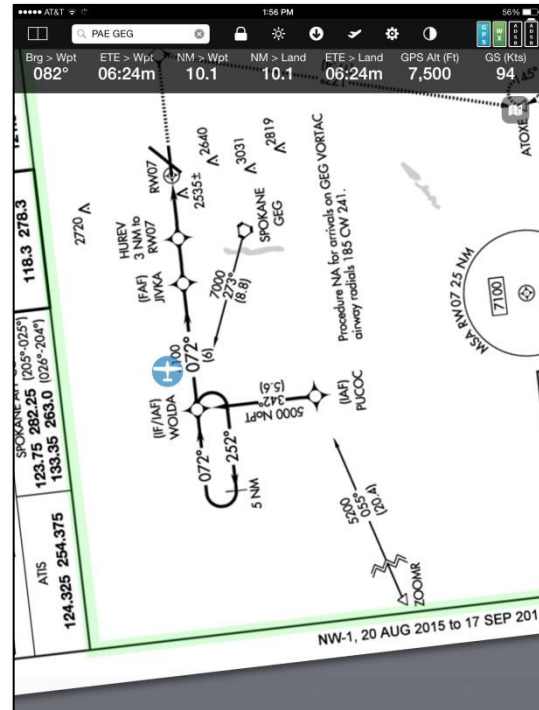 AT&T
1:56 PM
56%
PAE GEG
GPS
WX
ADSB
ADSB
Brg > Wpt
ETE > Wpt
NM > Wpt
NM > Land
ETE > Land
GPS Alt (Ft)
GS (Kts)
082°
06:24m
10.1
10.1
06:24m
7,500
94
118.3 278.3
(205°-025°)
123.75 282.25
133.35 263.0 (026°-204°)
ATIS
124.325 254.375
2720
2640
3031
2819
2535±
RW07
HUREV
3 NM to
RW07
(FAF)
JIVKA
SPOKANE
GEG
7000
273°
(8.8)
072°
(6)
(IF/IAF)
WOLDA
072°
252°
5 NM
5000 NoPT
342°
(5.6)
(IAF)
PUCOC
5200
055°
(20.4)
ZOOMR
Procedure NA for arrivals on GEG VORTAC
airway radials 185 CW 241.
45°
ATOXE
MSA RW07 25 NM
7100
NW-1, 20 AUG 2015 to 17 SEP 201